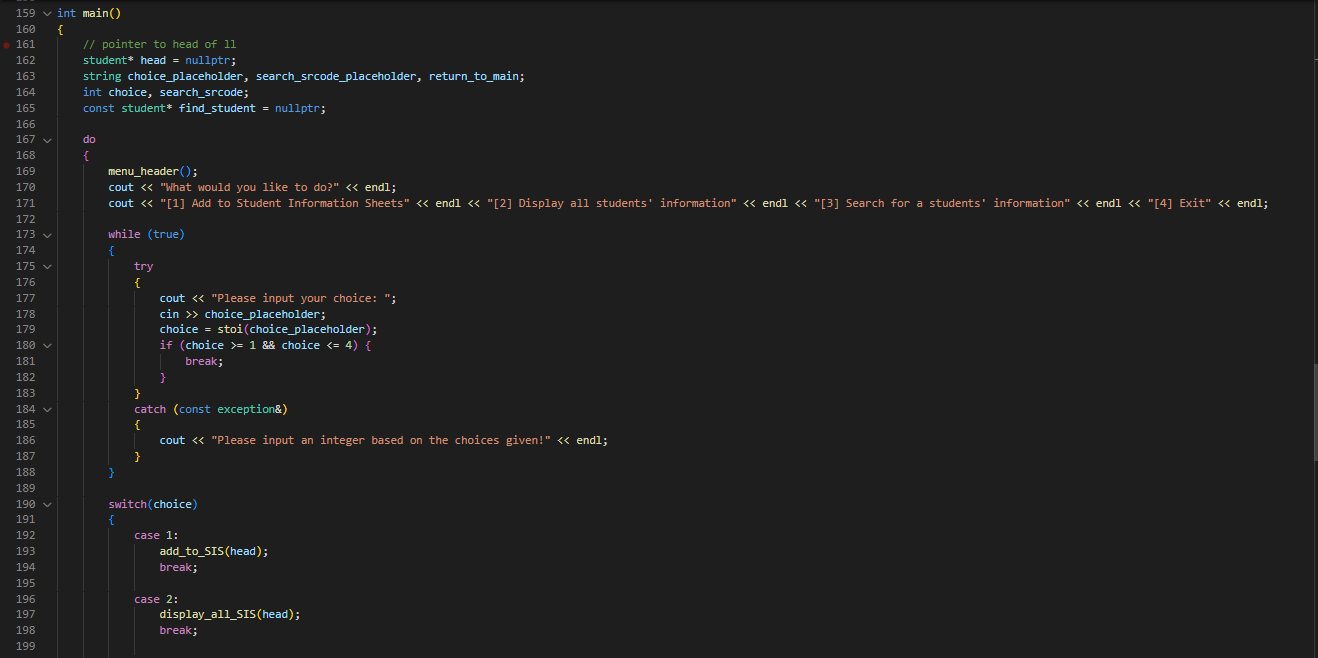 159 int main()
160 {
161 // pointer to head of ll
162 student* head = nullptr;
163 string choice_placeholder, search_srcode_placeholder, return_to_main;
164 int choice, search_srcode;
165 const student* find_student = nullptr;
166
167 do
168 {
169 menu_header();
170 cout << "What would you like to do?" << endl;
171 cout << "[1] Add to Student Information Sheets" << endl << "[2] Display all students' information" << endl << "[3] Search for a students' information" << endl << "[4] Exit" << endl;
172
173 while (true)
174 {
175 try
176 {
177 cout << "Please input your choice: ";
178 cin >> choice_placeholder;
179 choice = stoi(choice_placeholder);
180 if (choice >= 1 && choice <= 4) {
181 break;
182 }
183 }
184 catch (const exception&)
185 {
186 cout << "Please input an integer based on the choices given!" << endl;
187 }
188 }
189
190 switch(choice)
191 {
192 case 1:
193 add_to_SIS(head);
194 break;
195
196 case 2:
197 display_all_SIS(head);
198 break;
199